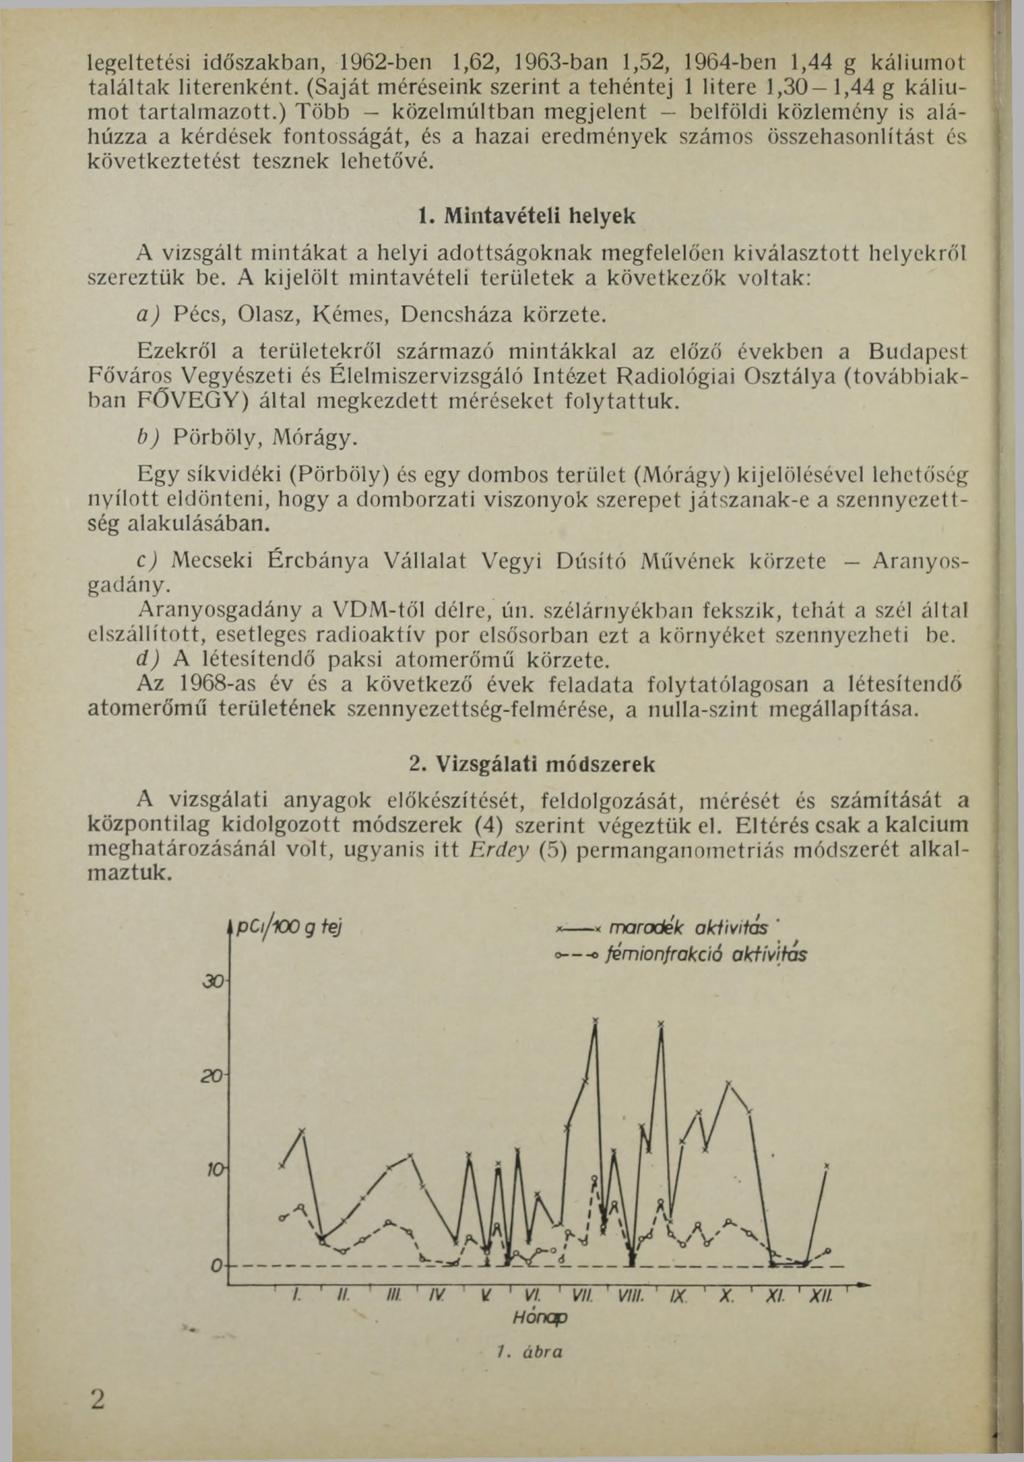 legeltetési időszakban, 1962-ben 1,62, 1963-ban 1,52, 1964-ben 1,44 g káliumot
találtak literenként. (Saját méréseink szerint a tehéntej 1 litere 1,30— 1,44 g káliu-
mot tartalmazott.) Több — közelmúltban megjelent — belföldi közlemény is alá-
húzza a kérdések fontosságát, és a hazai eredmények számos összehasonlítást és
következtetést tesznek lehetővé.
1. Mintavételi helyek
A vizsgált mintákat a helyi adottságoknak megfelelően kiválasztott helyekről
szereztük be. A kijelölt mintavételi területek a következők voltak:
a) Pécs, Olasz, Kémes, Dencsháza körzete.
Ezekről a területekről származó mintákkal az előző években a Budapest
Főváros Vegyészeti és Élelmiszervizsgáló Intézet Radiológiai Osztálya (továbbiak-
ban FŐVEGY) által megkezdett méréseket folytattuk.
b) Pörböly, Mórágy.
Egy síkvidéki (Pörböly) és egy dombos terület (Mórágy) kijelölésével lehetőség
nyílott eldönteni, hogy a domborzati viszonyok szerepet játszanak-e a szennyezett-
ség alakulásában.
c) Mecseki Ércbánya Vállalat Vegyi Dúsító Művének körzete — Aranyos-
gadány.
Aranyosgadány a VDM-től délre, ún. szélárnyékban fekszik, tehát a szél által
elszállított, esetleges radioaktív por elsősorban ezt a környéket szennyezheti be.
d) A létesítendő paksi atomerőmű körzete.
Az 1968-as év és a következő évek feladata folytatólagosan a létesítendő
atomerőmű területének szennyezettség-felmérése, a nulla-szint megállapítása.
2. Vizsgálati módszerek
A vizsgálati anyagok előkészítését, feldolgozását, mérését és számítását a
központilag kidolgozott módszerek (4) szerint végeztük el. Eltérés csak a kalcium
meghatározásánál volt, ugyanis itt Erdey (5) permanganometriás módszerét alkal-
maztuk.
pCi/100 g tej
maradék aktivitás
fémionfrakció aktívitás
30
20
10
0
I. II. III. IV V. VI. VII. VIII. IX. X. XI. XII.
Hónap
1. ábra
2